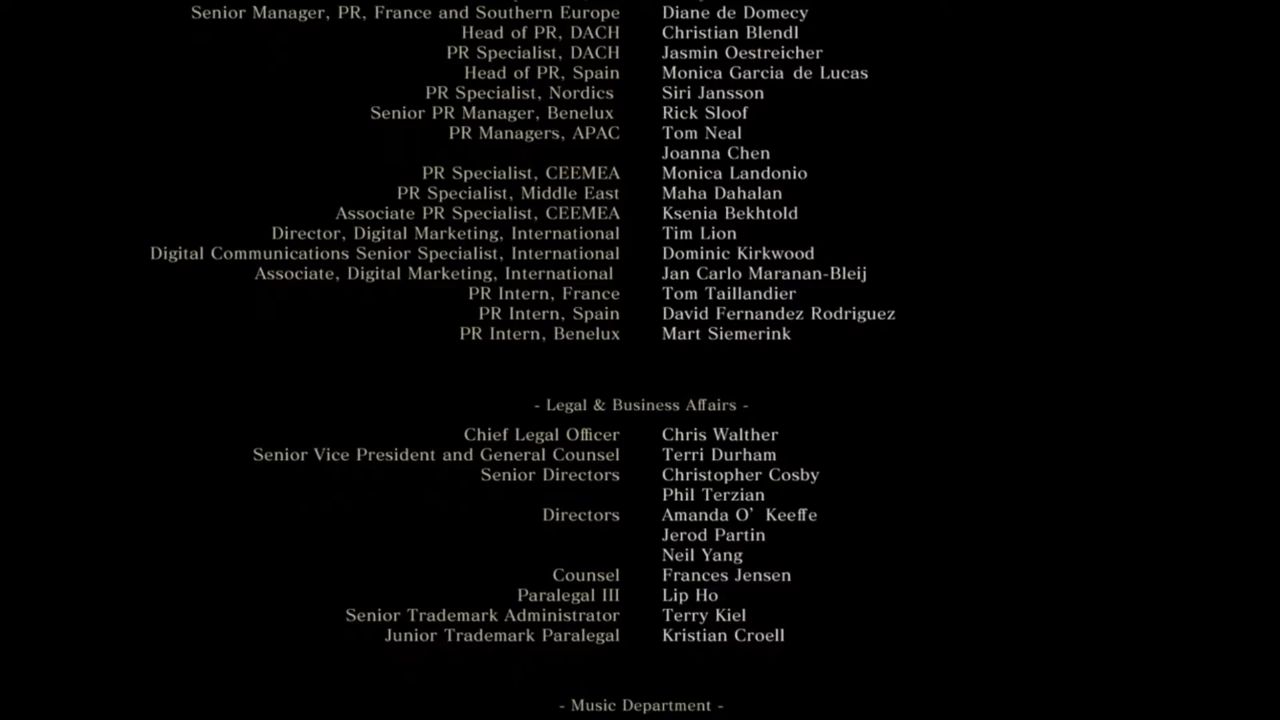 Senior Manager, PR, France and Southern Europe Diane de Domecy
Head of PR, DACH Christian Blendl
PR Specialist, DACH Jasmin Oestreicher
Head of PR, Spain Monica Garcia de Lucas
PR Specialist, Nordics Siri Jansson
Senior PR Manager, Benelux Rick Sloof
PR Managers, APAC Tom Neal
Joanna Chen
PR Specialist, CEEMEA Monica Landonio
PR Specialist, Middle East Maha Dahalan
Associate PR Specialist, CEEMEA Ksenia Bekhtold
Director, Digital Marketing, International Tim Lion
Digital Communications Senior Specialist, International Dominic Kirkwood
Associate, Digital Marketing, International Jan Carlo Maranan-Bleij
PR Intern, France Tom Taillandier
PR Intern, Spain David Fernandez Rodriguez
PR Intern, Benelux Mart Siemerink
- Legal & Business Affairs -
Chief Legal Officer Chris Walther
Senior Vice President and General Counsel Terri Durham
Senior Directors Christopher Cosby
Phil Terzian
Directors Amanda O’ Keeffe
Jerod Partin
Neil Yang
Counsel Frances Jensen
Paralegal III Lip Ho
Senior Trademark Administrator Terry Kiel
Junior Trademark Paralegal Kristian Croell
- Music Department -